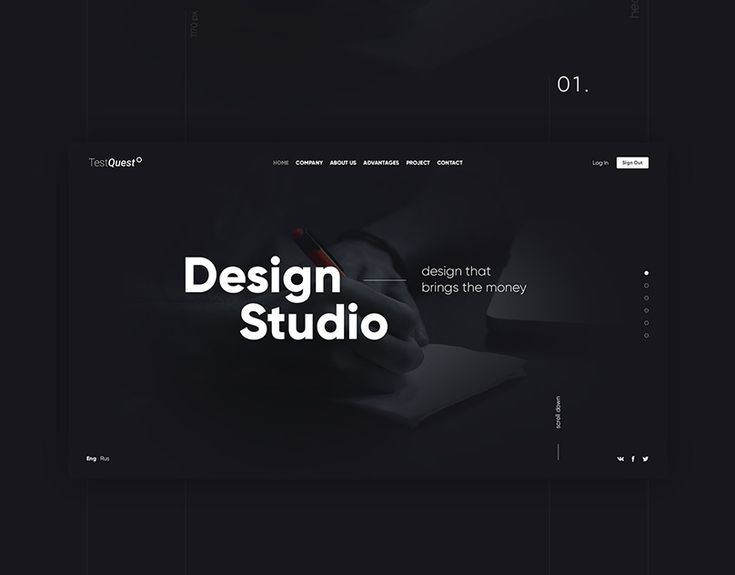 1170 px
hea
01.
TestQuest
HOME COMPANY ABOUT US ADVANTAGES PROJECT CONTACT
Log In Sign Out
Design
Studio
design that
brings the money
scroll down
Eng Rus